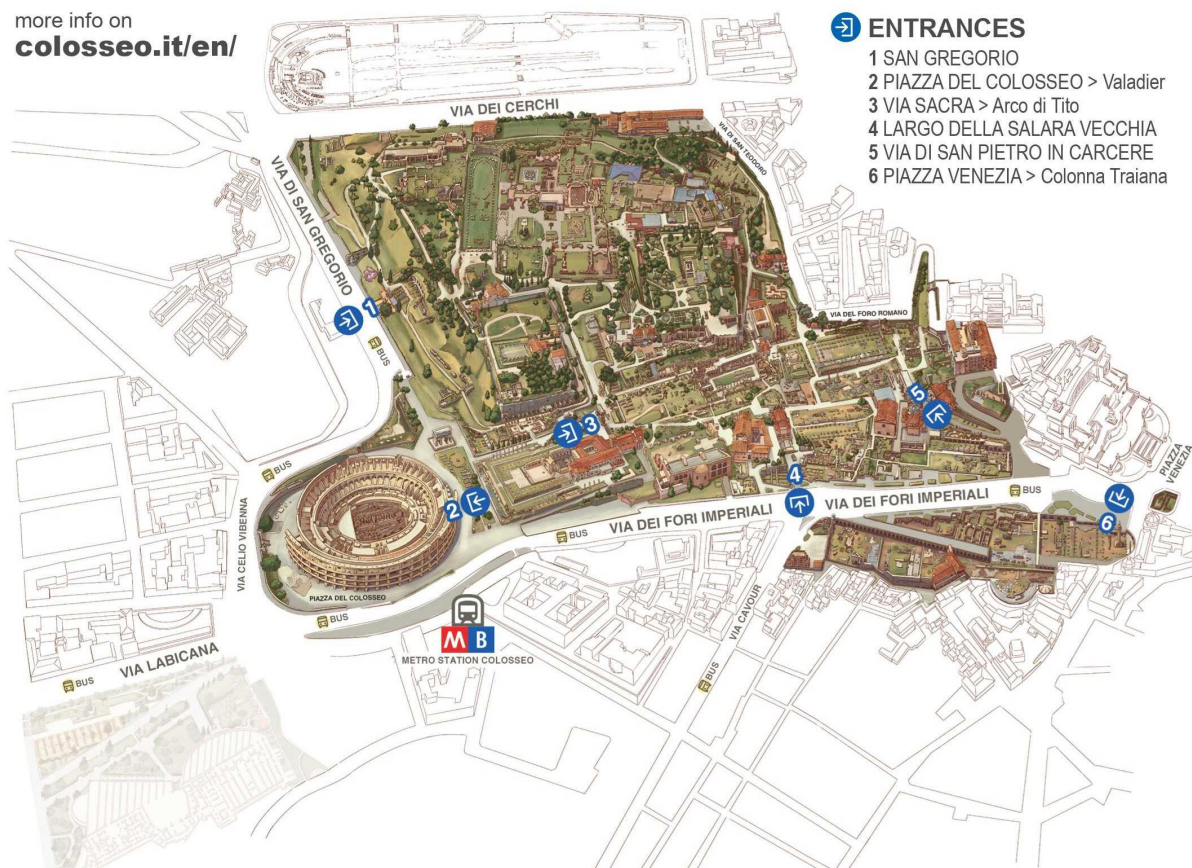 more info on
colosseo.it/en/
ENTRANCES
1 SAN GREGORIO
2 PIAZZA DEL COLOSSEO > Valadier
3 VIA SACRA > Arco di Tito
4 LARGO DELLA SALARA VECCHIA
5 VIA DI SAN PIETRO IN CARCERE
6 PIAZZA VENEZIA > Colonna Traiana
VIA DEI CERCHI
VIA DI SAN TEODORO
VIA DI SAN GREGORIO
1
BUS
VIA DEL FORO ROMANO
5
3
4
PIAZZA
VENEZIA
BUS
VIA DEI FORI IMPERIALI
BUS
2
VIA DEI FORI IMPERIALI
6
BUS
VIA CELIO VIBENNA
PIAZZA DEL COLOSSEO
BUS
VIA CAVOUR
M B
METRO STATION COLOSSEO
VIA LABICANA
BUS
BUS